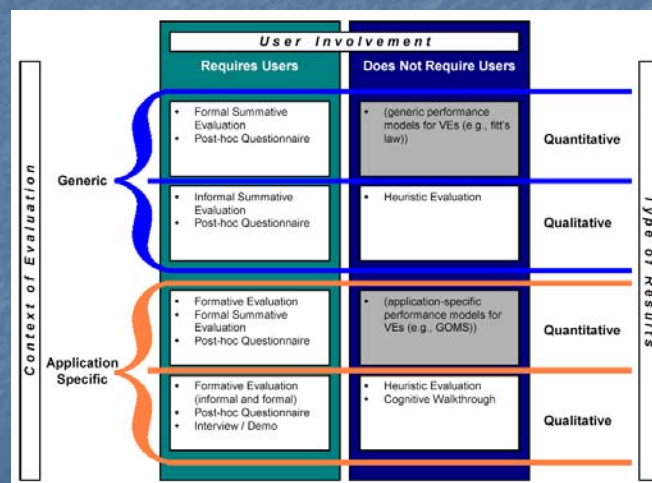 User Involvement
Requires Users
Does Not Require Users
Context of Evaluation
Type of Results
Generic
• Formal Summative
Evaluation
• Post-hoc Questionnaire
• (generic performance
models for VEs (e.g., fitt's
law))
Quantitative
• Informal Summative
Evaluation
• Post-hoc Questionnaire
• Heuristic Evaluation
Qualitative
Application
Specific
• Formative Evaluation
• Formal Summative
Evaluation
• Post-hoc Questionnaire
• (application-specific
performance models for
VEs (e.g., GOMS))
Quantitative
• Formative Evaluation
(informal and formal)
• Post-hoc Questionnaire
• Interview / Demo
• Heuristic Evaluation
• Cognitive Walkthrough
Qualitative